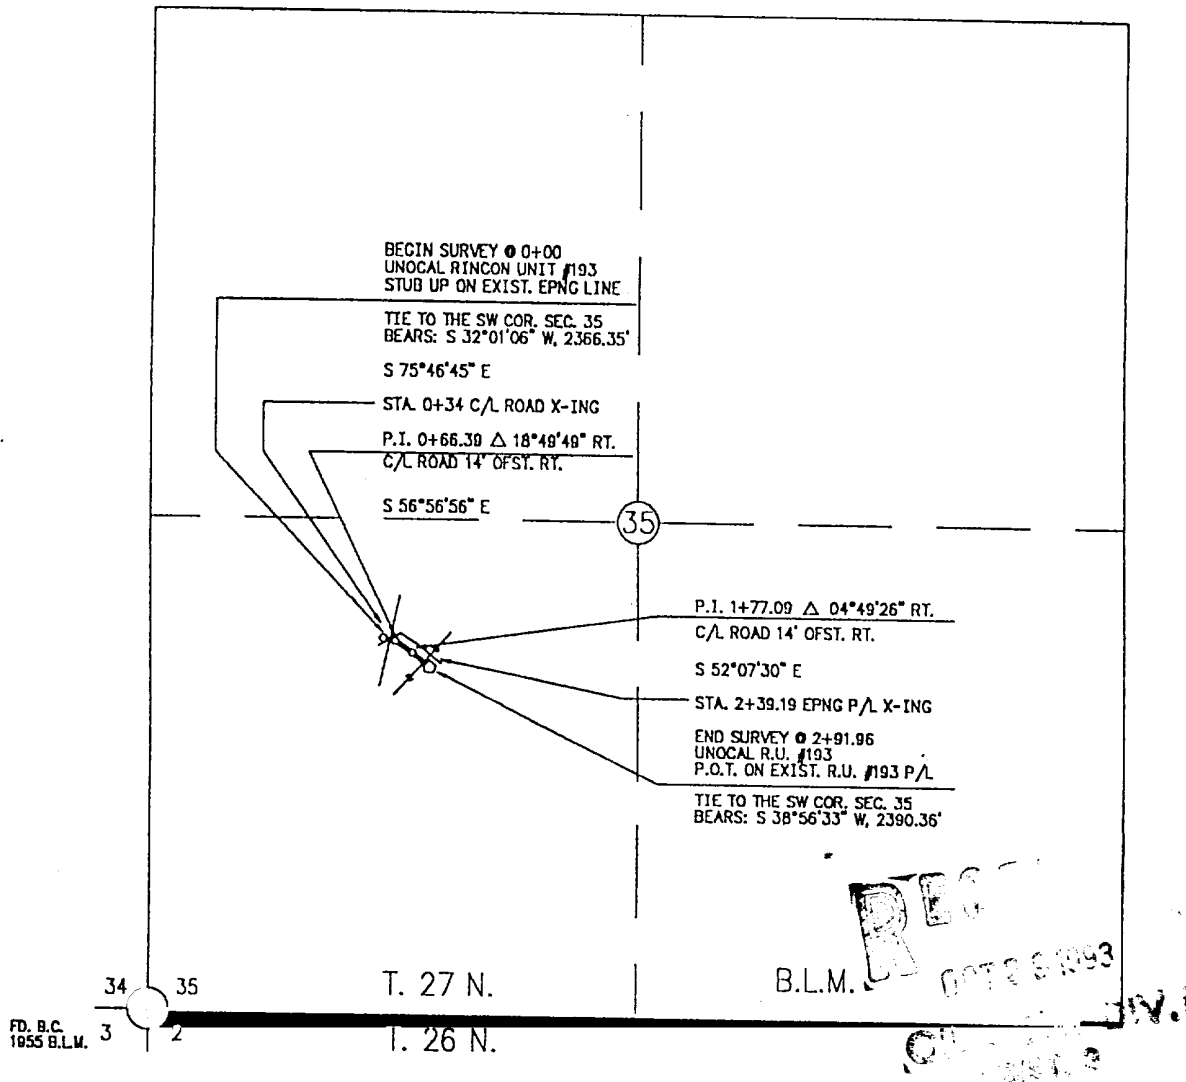 BEGIN SURVEY @ 0+00
UNOCAL RINCON UNIT #193
STUB UP ON EXIST. EPNG LINE
TIE TO THE SW COR. SEC. 35
BEARS: S 32°01'06" W, 2366.35'
S 75°46'45" E
STA. 0+34 C/L ROAD X-ING
P.I. 0+66.39 △ 18°49'49" RT.
C/L ROAD 14' OFST. RT.
S 56°56'56" E
35
P.I. 1+77.09 △ 04°49'26" RT.
C/L ROAD 14' OFST. RT.
S 52°07'30" E
STA. 2+39.19 EPNG P/L X-ING
END SURVEY @ 2+91.96
UNOCAL R.U. #193
P.O.T. ON EXIST. R.U. #193 P/L
TIE TO THE SW COR. SEC. 35
BEARS: S 38°56'33" W, 2390.36'
34 35
T. 27 N.
B.L.M.
FD. B.C.
1955 B.L.M.
3 2
T. 26 N.
DIV.